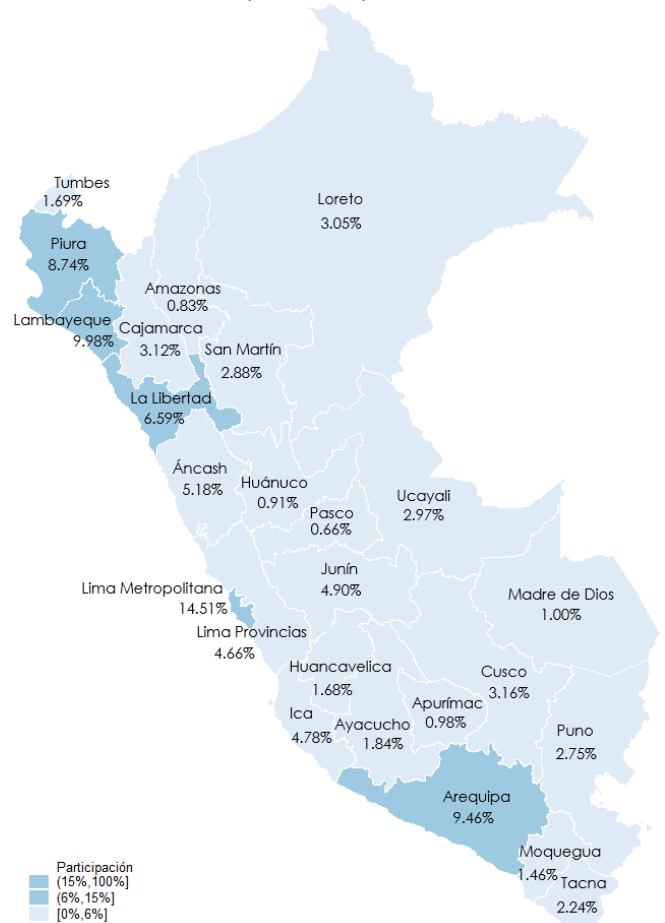 Tumbes
1.69%
Loreto
3.05%
Piura
8.74%
Amazonas
0.83%
Lambayeque
9.98%
Cajamarca
3.12%
San Martín
2.88%
La Libertad
6.59%
Áncash
5.18%
Huánuco
0.91%
Ucayali
2.97%
Pasco
0.66%
Junín
4.90%
Lima Metropolitana
14.51%
Madre de Dios
1.00%
Lima Provincias
4.66%
Huancavelica
1.68%
Cusco
3.16%
Apurímac
0.98%
Ica
4.78%
Ayacucho
1.84%
Puno
2.75%
Arequipa
9.46%
Moquegua
1.46%
Tacna
2.24%
Participación
(15%,100%]
(6%,15%]
[0%,6%]